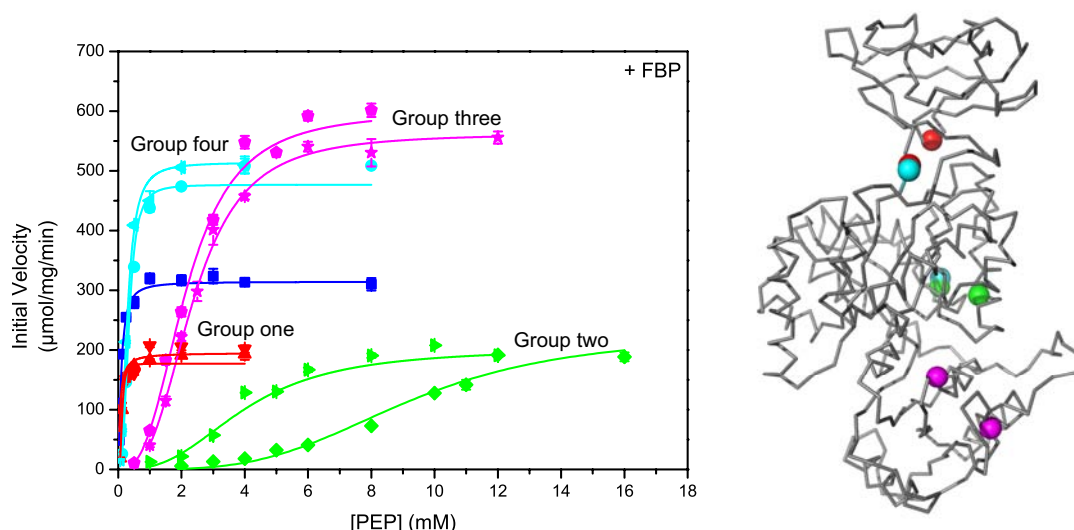 700
+ FBP
600
Group three
Group four
500
400
300
Group one
Group two
200
100
0
0 2 4 6 8 10 12 14 16 18
[PEP] (mM)
Initial Velocity
(μmol/mg/min)